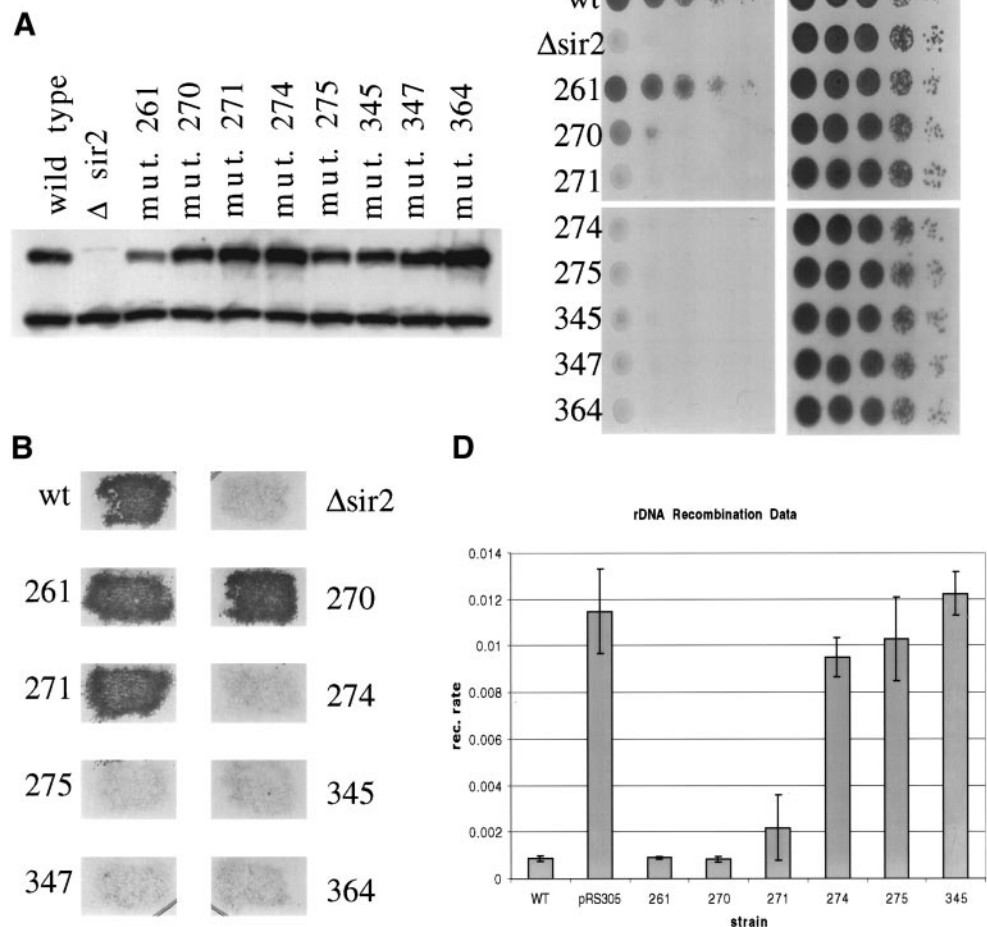 A
wild type
Δ sir2
mut. 261
mut. 270
mut. 271
mut. 274
mut. 275
mut. 345
mut. 347
mut. 364
wt
Δsir2
261
270
271
274
275
345
347
364
B
wt
Δsir2
261
270
271
274
275
345
347
364
D
rDNA Recombination Data
0.014
0.012
0.01
0.008
0.006
0.004
0.002
0
rec. rate
WT pRS305 261 270 271 274 275 345
strain